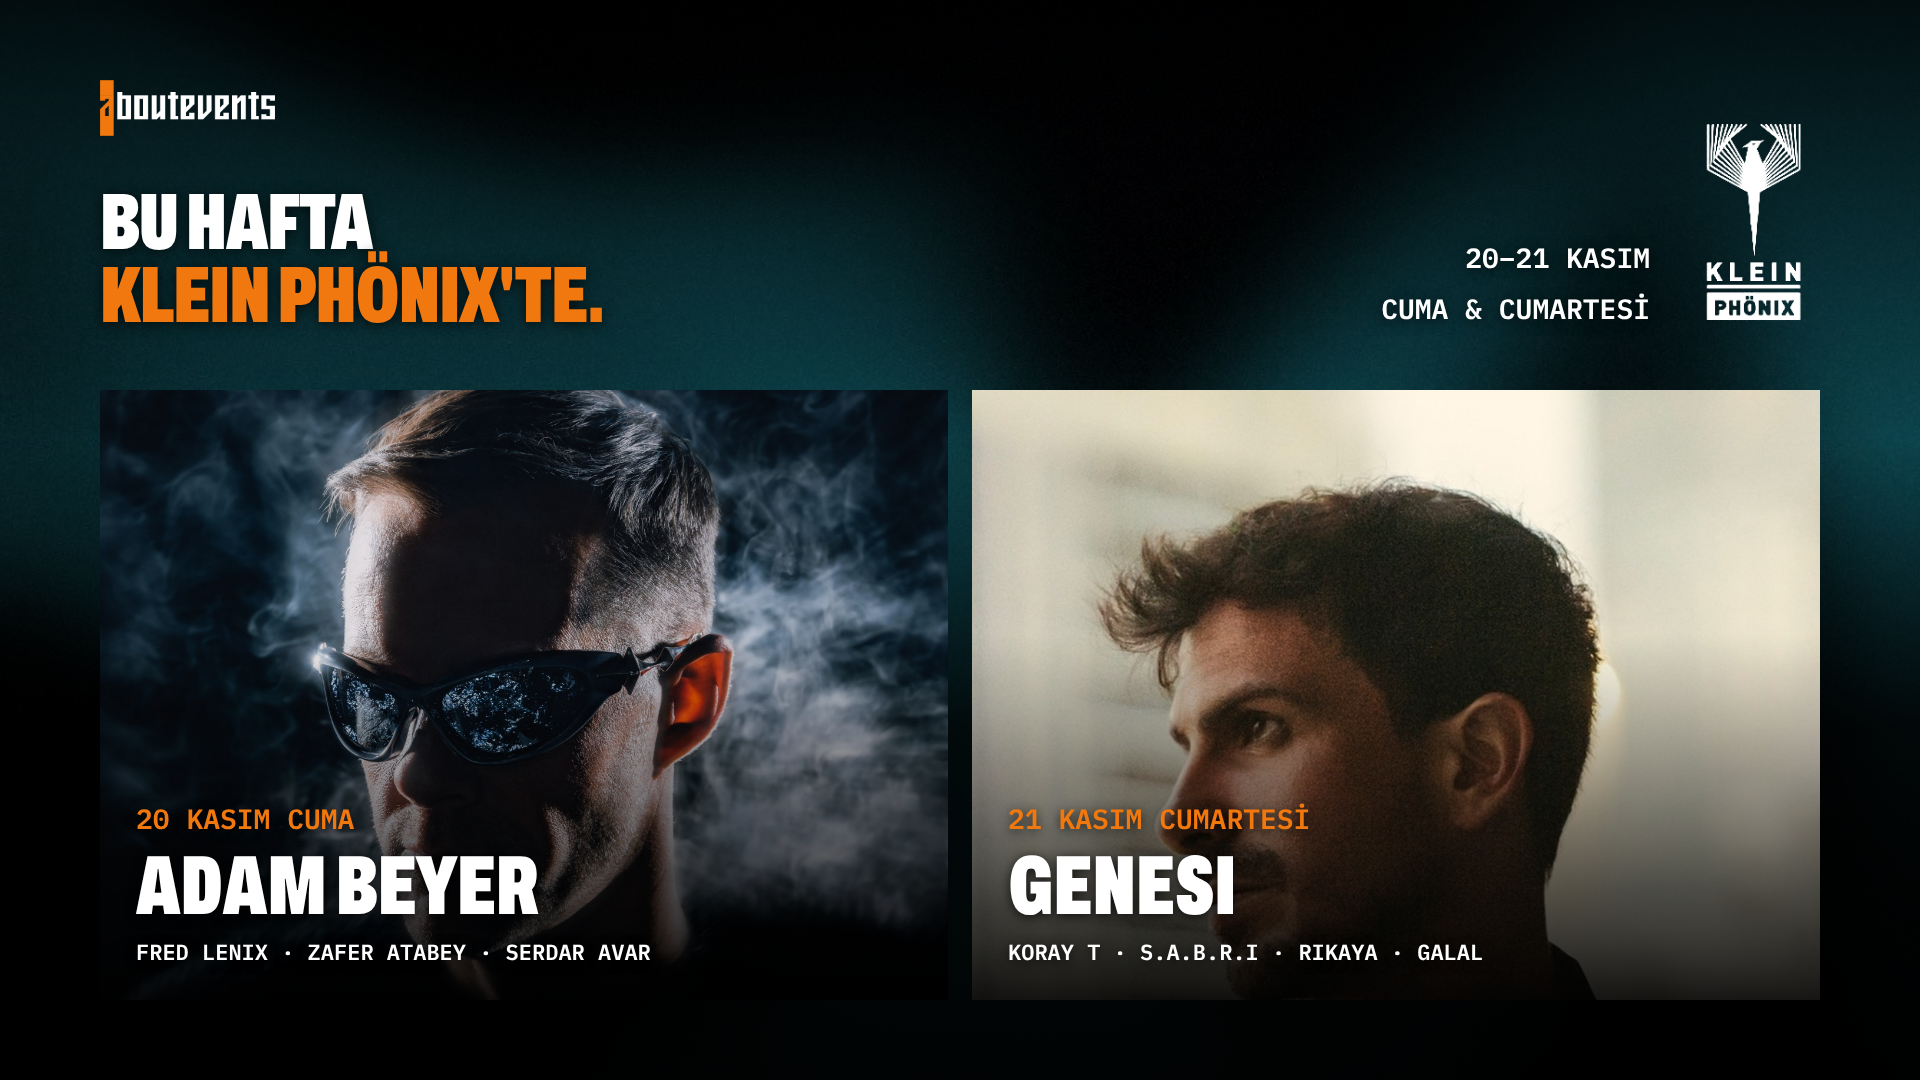 aboutevents
BU HAFTA
KLEIN PHÖNIX'TE.
20–21 KASIM
CUMA & CUMARTESİ
KLEIN
PHÖNIX
20 KASIM CUMA
ADAM BEYER
FRED LENIX · ZAFER ATABEY · SERDAR AVAR
21 KASIM CUMARTESİ
GENESI
KORAY T · S.A.B.R.I · RIKAYA · GALAL